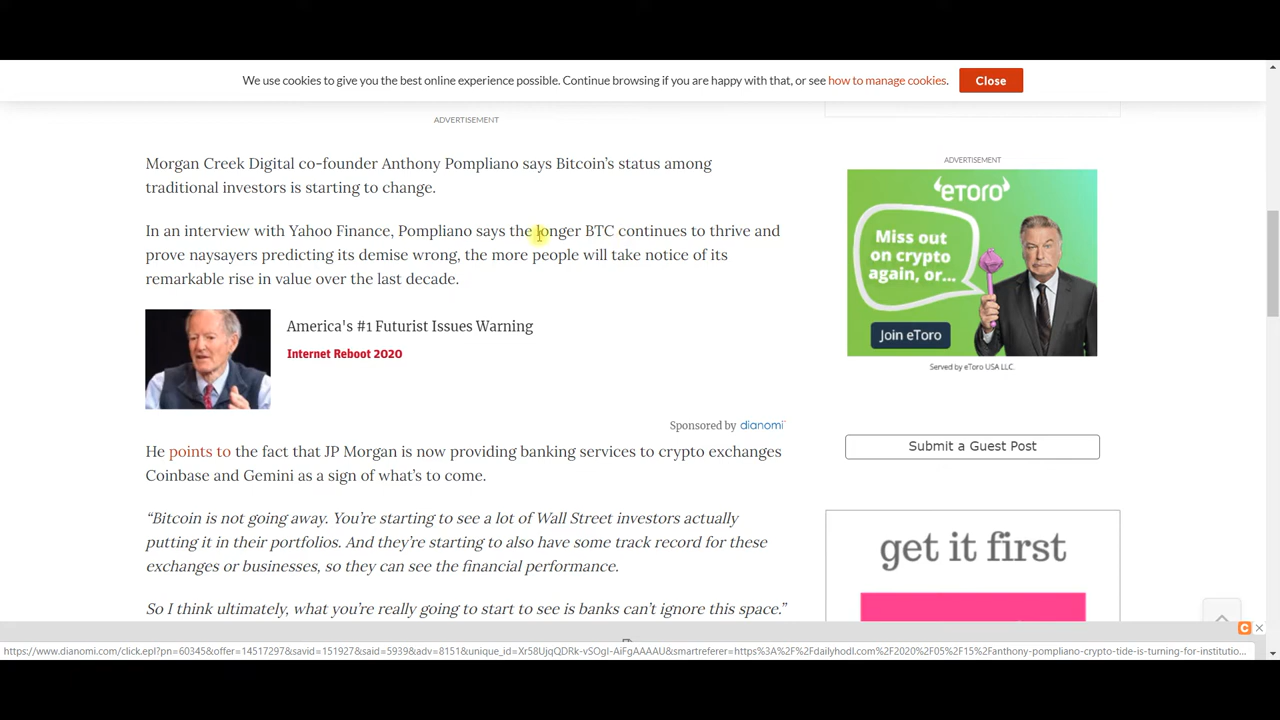 We use cookies to give you the best online experience possible. Continue browsing if you are happy with that, or see how to manage cookies.
Close
ADVERTISEMENT
Morgan Creek Digital co-founder Anthony Pompliano says Bitcoin's status among
traditional investors is starting to change.
In an interview with Yahoo Finance, Pompliano says the longer BTC continues to thrive and
prove naysayers predicting its demise wrong, the more people will take notice of its
remarkable rise in value over the last decade.
America's #1 Futurist Issues Warning
Internet Reboot 2020
Sponsored by dianomi
He points to the fact that JP Morgan is now providing banking services to crypto exchanges
Coinbase and Gemini as a sign of what's to come.
“Bitcoin is not going away. You're starting to see a lot of Wall Street investors actually
putting it in their portfolios. And they're starting to also have some track record for these
exchanges or businesses, so they can see the financial performance.
So I think ultimately, what you're really going to start to see is banks can't ignore this space.”
ADVERTISEMENT
eToro
Miss out
on crypto
again, or...
Join eToro
Served by eToro USA LLC.
Submit a Guest Post
get it first
C
https://www.dianomi.com/click.epl?pn=60345&offer=14517297&savid=151927&said=5939&adv=8151&unique_id=Xr58UjqQDRk-vSOgI-AiFgAAAAU&smartreferer=https%3A%2F%2Fdailyhodl.com%2F2020%2F05%2F15%2Fanthony-pompliano-crypto-tide-is-turning-for-institutio...